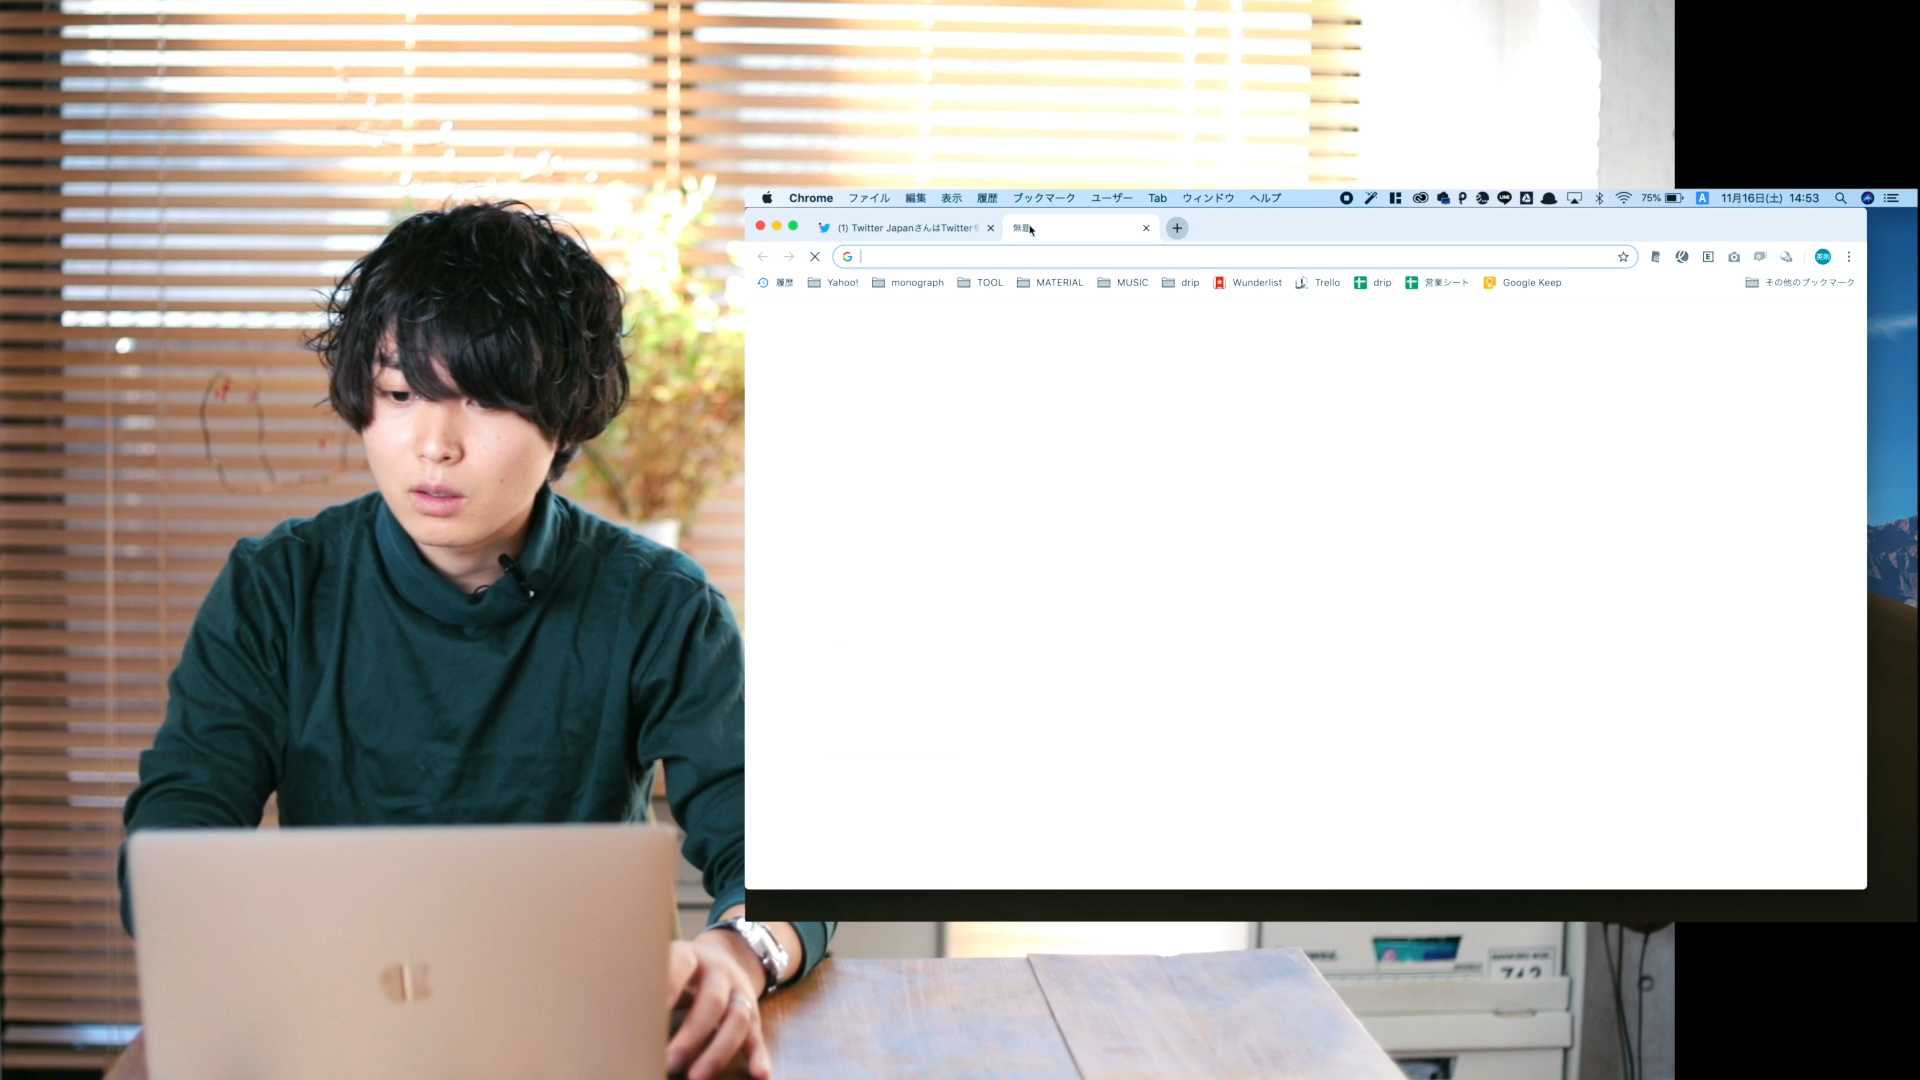 Chrome ファイル 編集 表示 履歴 ブックマーク ユーザー Tab ウィンドウ ヘルプ 75% A 11月16日(土) 14:53
(1) Twitter JapanさんはTwitter
無題
履歴 Yahoo! monograph TOOL MATERIAL MUSIC drip Wunderlist Trello drip 営業シート Google Keep その他のブックマーク